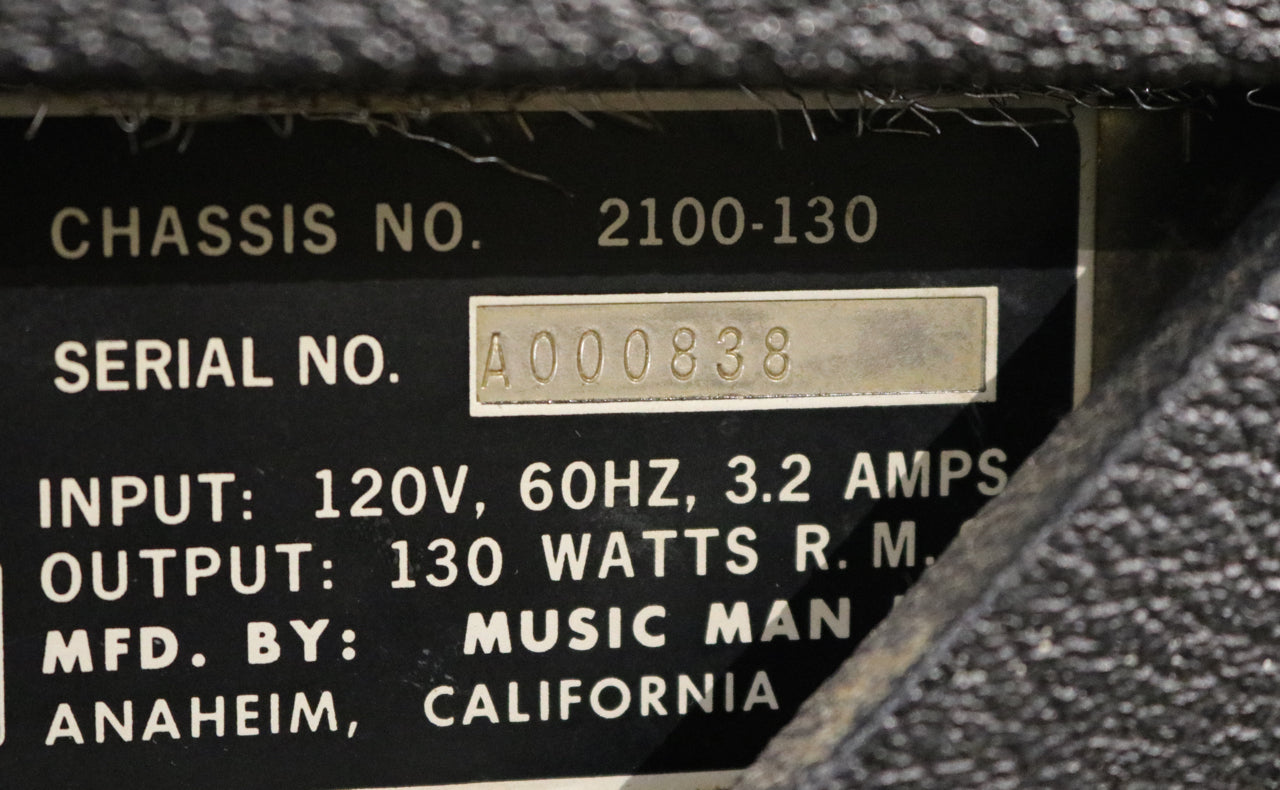 CHASSIS NO. 2100-130
SERIAL NO. A000838
INPUT: 120V, 60HZ, 3.2 AMPS
OUTPUT: 130 WATTS R. M.
MFD. BY: MUSIC MAN
ANAHEIM, CALIFORNIA